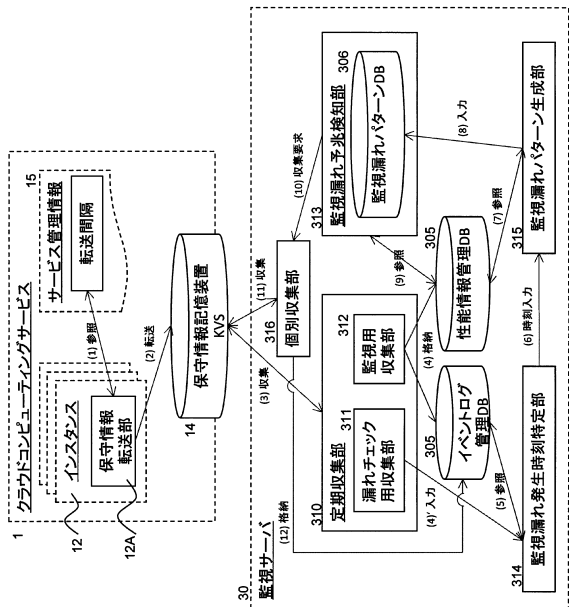 1
クラウドコンピューティングサービス
15
サービス管理情報
転送間隔
(1) 参照
インスタンス
保守情報
転送部
12
12A
(2) 転送
保守情報記憶装置
KVS
14
30
監視サーバ
(3) 収集
(11) 収集
316
個別収集部
(10) 収集要求
313
監視漏れ予兆検知部
306
監視漏れパターンDB
310
定期収集部
311
漏れチェック
用収集部
312
監視用
収集部
(12) 格納
(4)' 入力
(4) 格納
305
イベントログ
管理DB
305
性能情報管理DB
(9) 参照
(8) 入力
(7) 参照
(5) 参照
314
監視漏れ発生時刻特定部
(6) 時刻入力
315
監視漏れパターン生成部